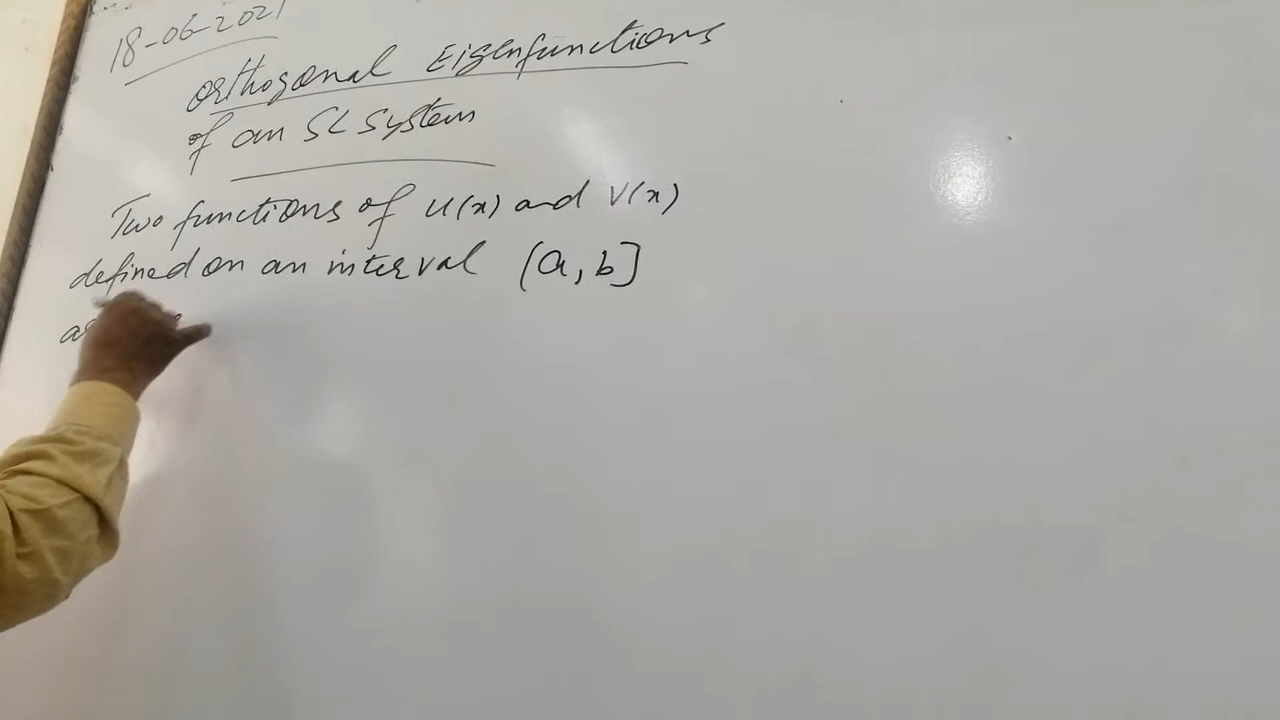 18-06-2021
Orthogonal Eigenfunctions
of an SL System
Two functions of u(x) and v(x)
defined on an interval [a, b]